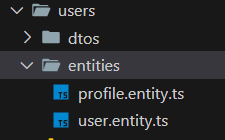 users
dtos
entities
TS profile.entity.ts
TS user.entity.ts